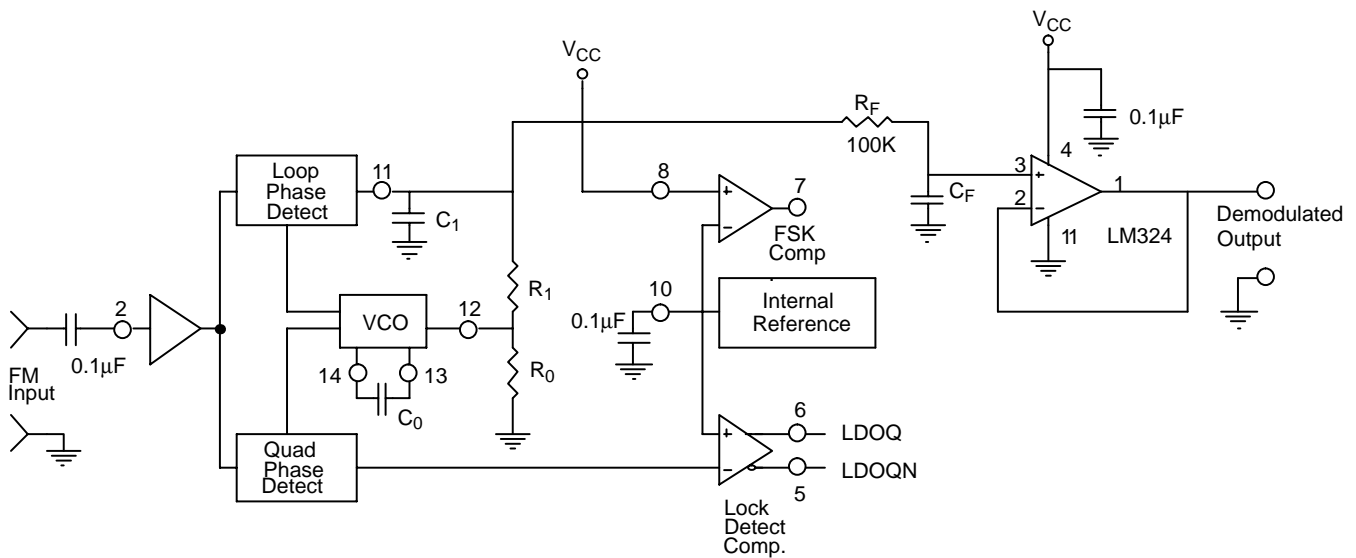 VCC
VCC
RF
100K
0.1μF
4
3
+
2
−
1
11
LM324
CF
Demodulated
Output
Loop
Phase
Detect
11
C1
8
+
−
7
FSK
Comp
R1
10
0.1μF
Internal
Reference
2
0.1μF
FM
Input
VCO
12
14
13
C0
R0
Quad
Phase
Detect
+
−
6
LDOQ
LDOQN
5
Lock
Detect
Comp.